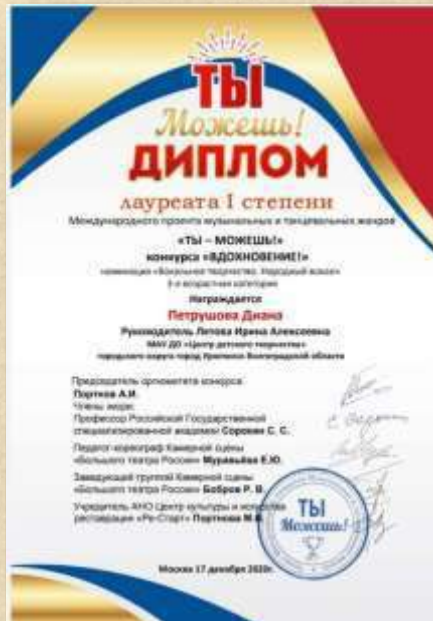 ТЫ
Можешь!
ДИПЛОМ
лауреата I степени
Международного проекта музыкальных и танцевальных жанров
«ТЫ – МОЖЕШЬ!»
конкурса «ВДОХНОВЕНИЕ!»
номинация «Вокальное творчество. Народный вокал»
3-я возрастная категория
Награждается
Петрушова Диана
Руководитель Летова Ирина Алексеевна
МАУ ДО «Центр детского творчества»
городского округа город Урюпинск Волгоградской области
Председатель оргкомитета конкурса
Портнов А.И.
Члены жюри:
Профессор Российской Государственной
специализированной академии Сорокин С. С.
Педагог-хореограф Камерной сцены
«Большого театра России» Муравьёва Е.Ю.
Заведующий труппой Камерной сцены
«Большого театра России» Бобров Р. В.
Учредитель АНО Центр культуры и искусства
реставрация «Ре-Старт» Портнова М.В.
ТЫ
Можешь!
Москва 17 декабря 2020г.